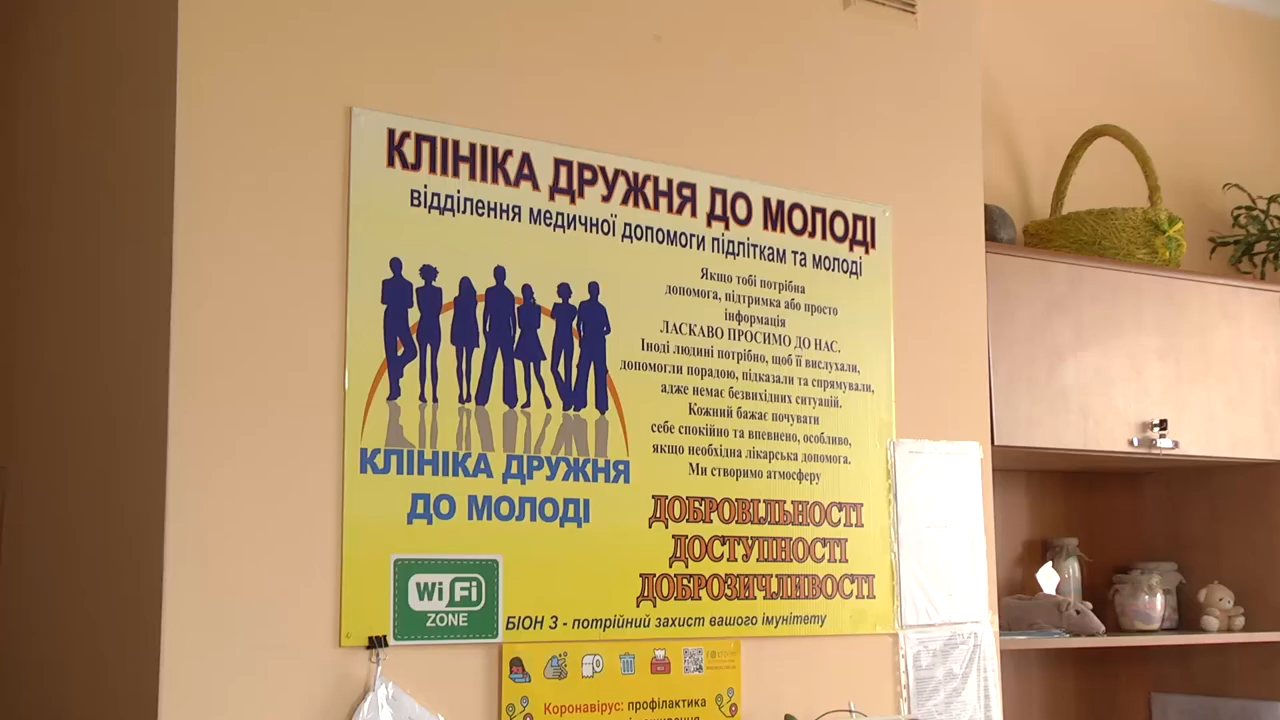 КЛІНІКА ДРУЖНЯ ДО МОЛОДІ
відділення медичної допомоги підліткам та молоді
Якщо тобі потрібна
допомога, підтримка або просто
інформація
ЛАСКАВО ПРОСИМО ДО НАС.
Іноді людині потрібно, щоб її вислухали,
допомогли порадою, підказали та спрямували,
адже немає безвихідних ситуацій.
Кожний бажає почувати
себе спокійно та впевнено, особливо,
якщо необхідна лікарська допомога.
Ми створимо атмосферу
ДОБРОВІЛЬНОСТІ
ДОСТУПНОСТІ
ДОБРОЗИЧЛИВОСТІ
КЛІНІКА ДРУЖНЯ
ДО МОЛОДІ
Wi Fi
ZONE
БІОН 3 - потрійний захист вашого імунітету
Коронавірус: профілактика